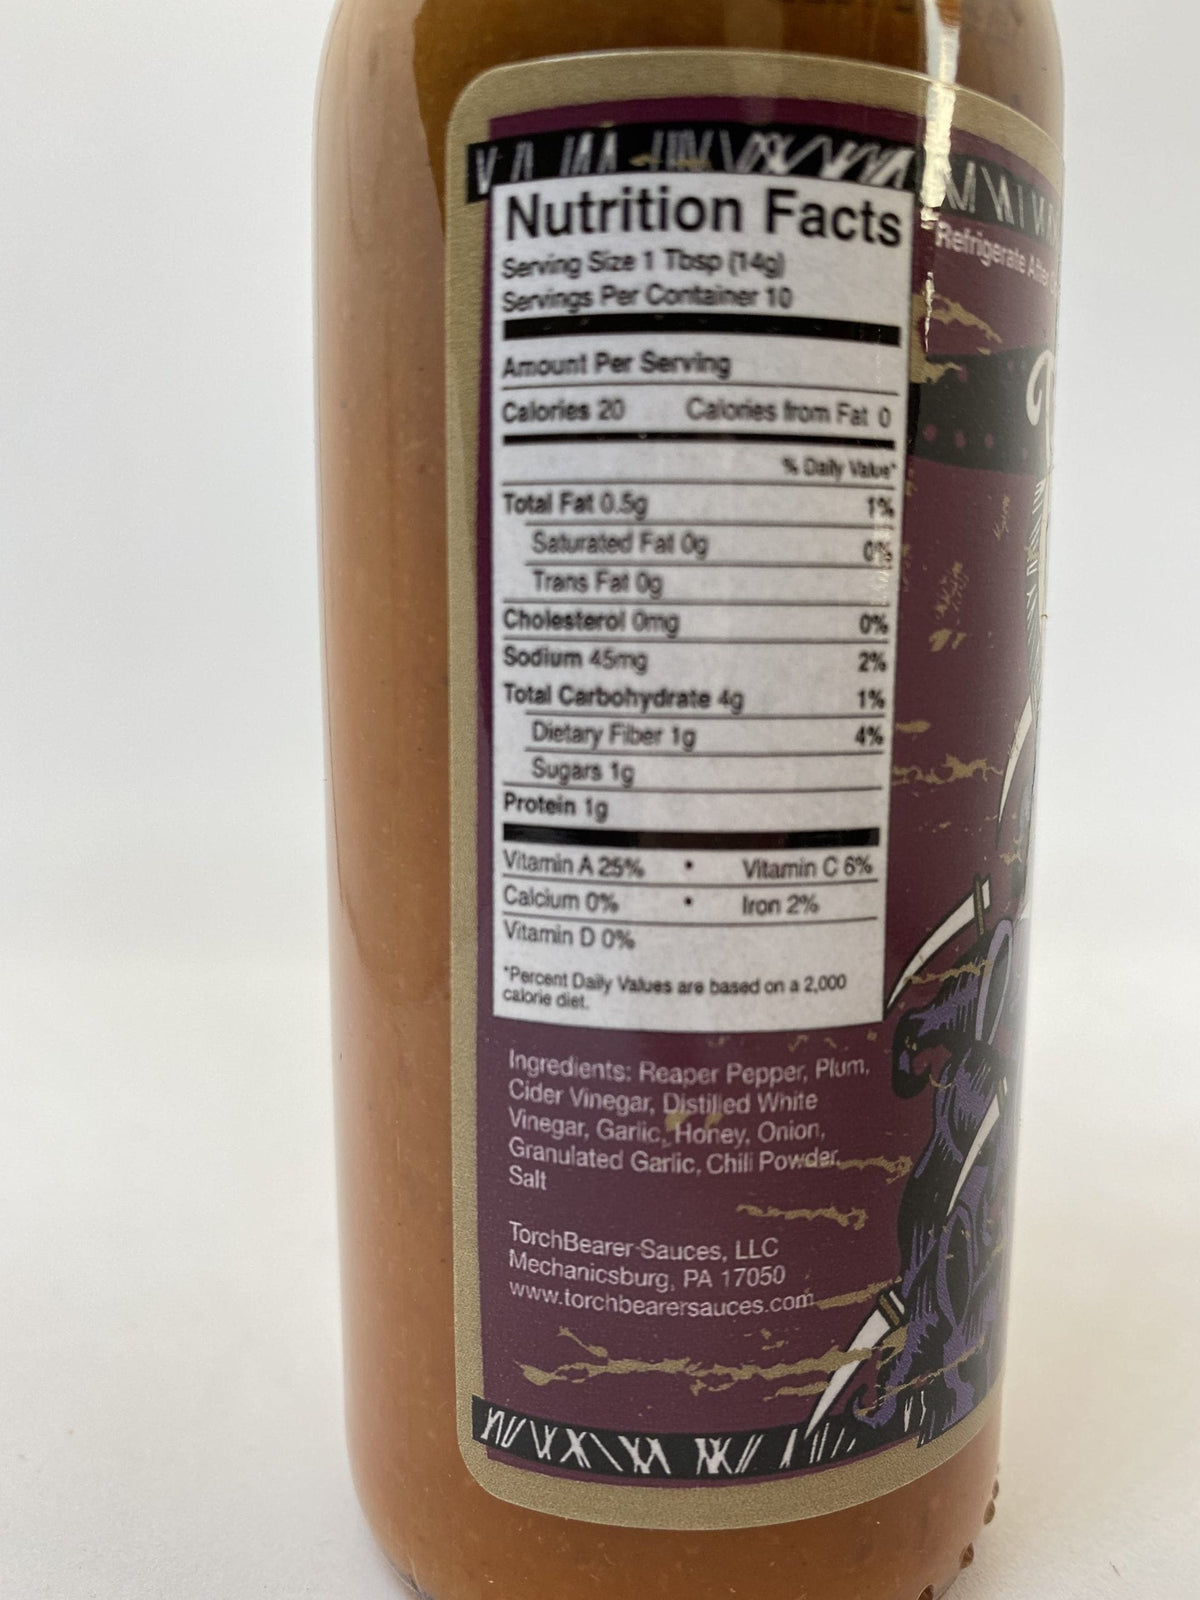 Nutrition Facts
Serving Size 1 Tbsp (14g)
Servings Per Container 10
Amount Per Serving
Calories 20 Calories from Fat 0
% Daily Value*
Total Fat 0.5g 1%
Saturated Fat 0g 0%
Trans Fat 0g
Cholesterol 0mg 0%
Sodium 45mg 2%
Total Carbohydrate 4g 1%
Dietary Fiber 1g 4%
Sugars 1g
Protein 1g
Vitamin A 25% • Vitamin C 6%
Calcium 0% • Iron 2%
Vitamin D 0%
*Percent Daily Values are based on a 2,000
calorie diet.
Ingredients: Reaper Pepper, Plum,
Cider Vinegar, Distilled White
Vinegar, Garlic, Honey, Onion,
Granulated Garlic, Chili Powder,
Salt
TorchBearer Sauces, LLC
Mechanicsburg, PA 17050
www.torchbearersauces.com
Refrigerate After